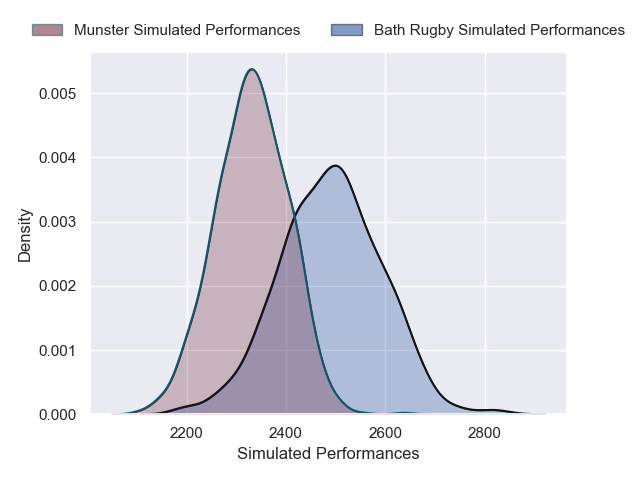 Munster Simulated Performances
Bath Rugby Simulated Performances
0.005
0.004
0.003
0.002
0.001
0.000
Density
2200
2400
2600
2800
Simulated Performances